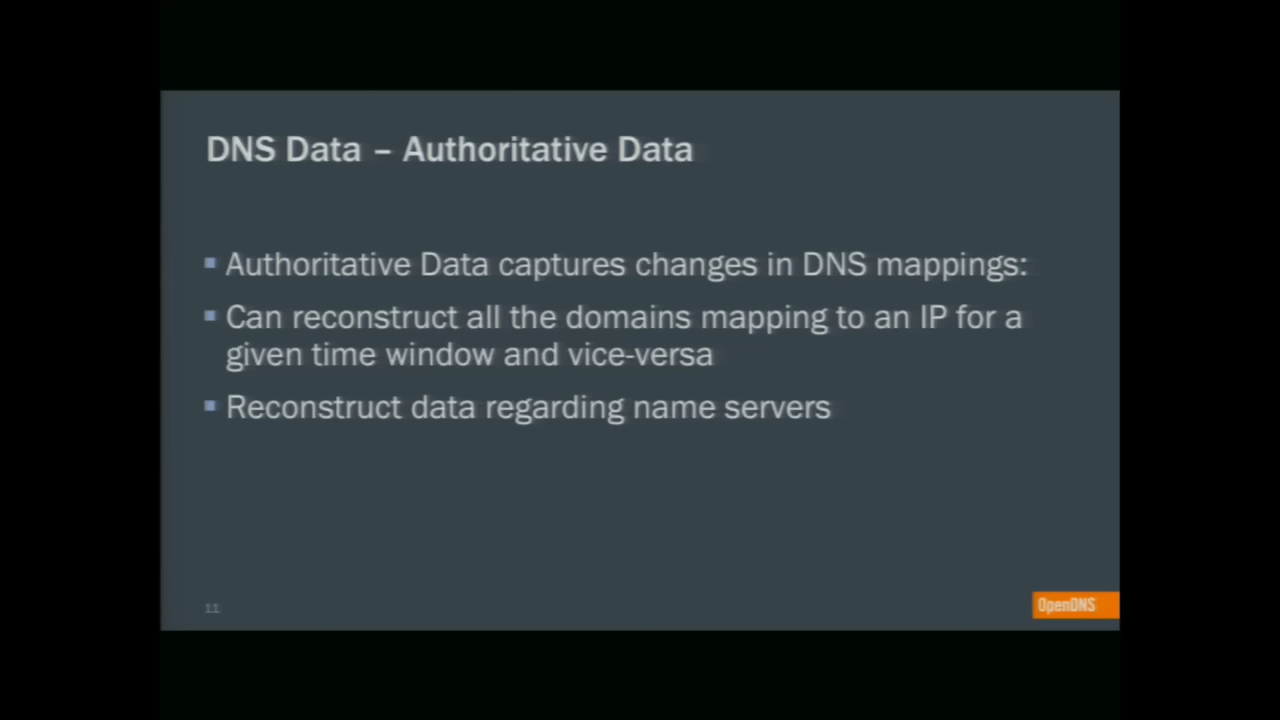 DNS Data – Authoritative Data
▪ Authoritative Data captures changes in DNS mappings:
▪ Can reconstruct all the domains mapping to an IP for a
given time window and vice-versa
▪ Reconstruct data regarding name servers
11
OpenDNS